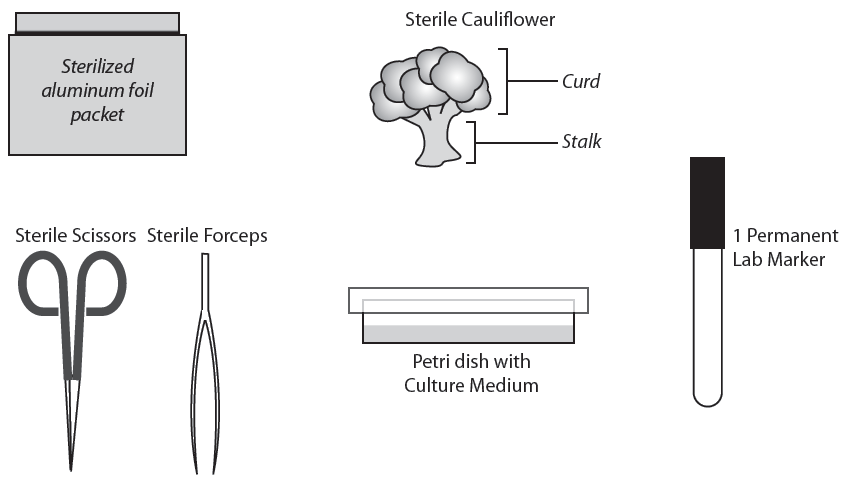 Sterilized
aluminum foil
packet
Sterile Cauliflower
Curd
Stalk
Sterile Scissors
Sterile Forceps
Petri dish with
Culture Medium
1 Permanent
Lab Marker